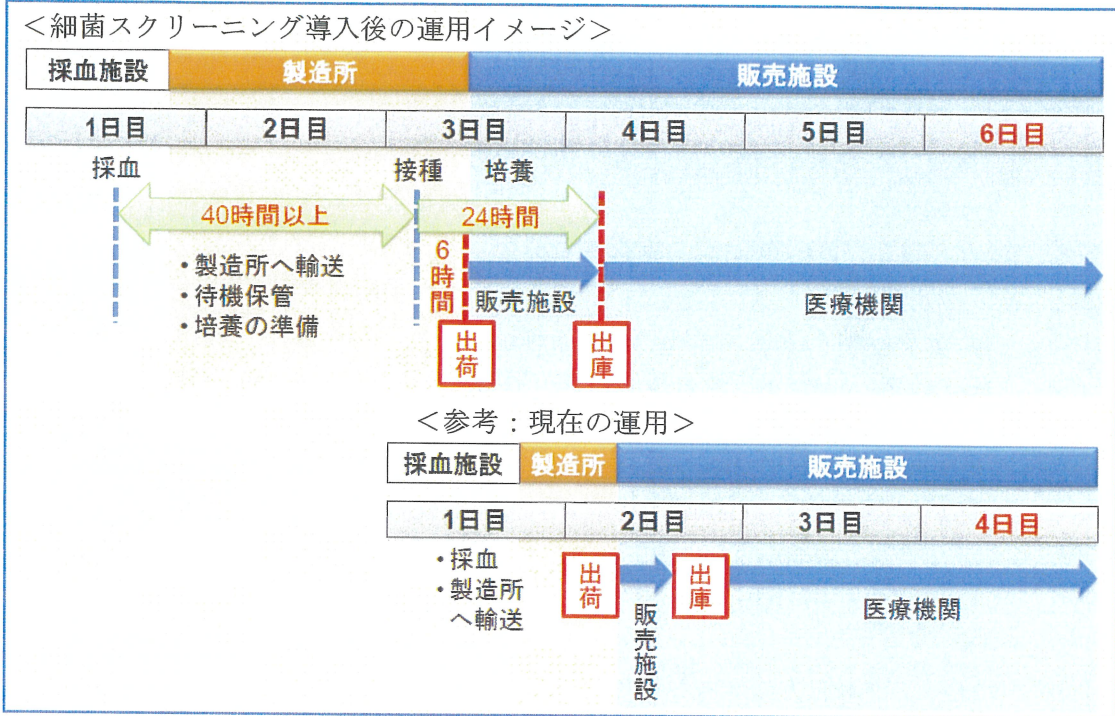 ＜細菌スクリーニング導入後の運用イメージ＞
採血施設 製造所 販売施設
1日目 2日目 3日目 4日目 5日目 6日目
採血 接種 培養
40時間以上 24時間
・製造所へ輸送
・待機保管
・培養の準備
6時間
販売施設
医療機関
出荷
出庫
＜参考：現在の運用＞
採血施設 製造所 販売施設
1日目 2日目 3日目 4日目
・採血
・製造所
へ輸送
出荷
出庫
販売施設
医療機関